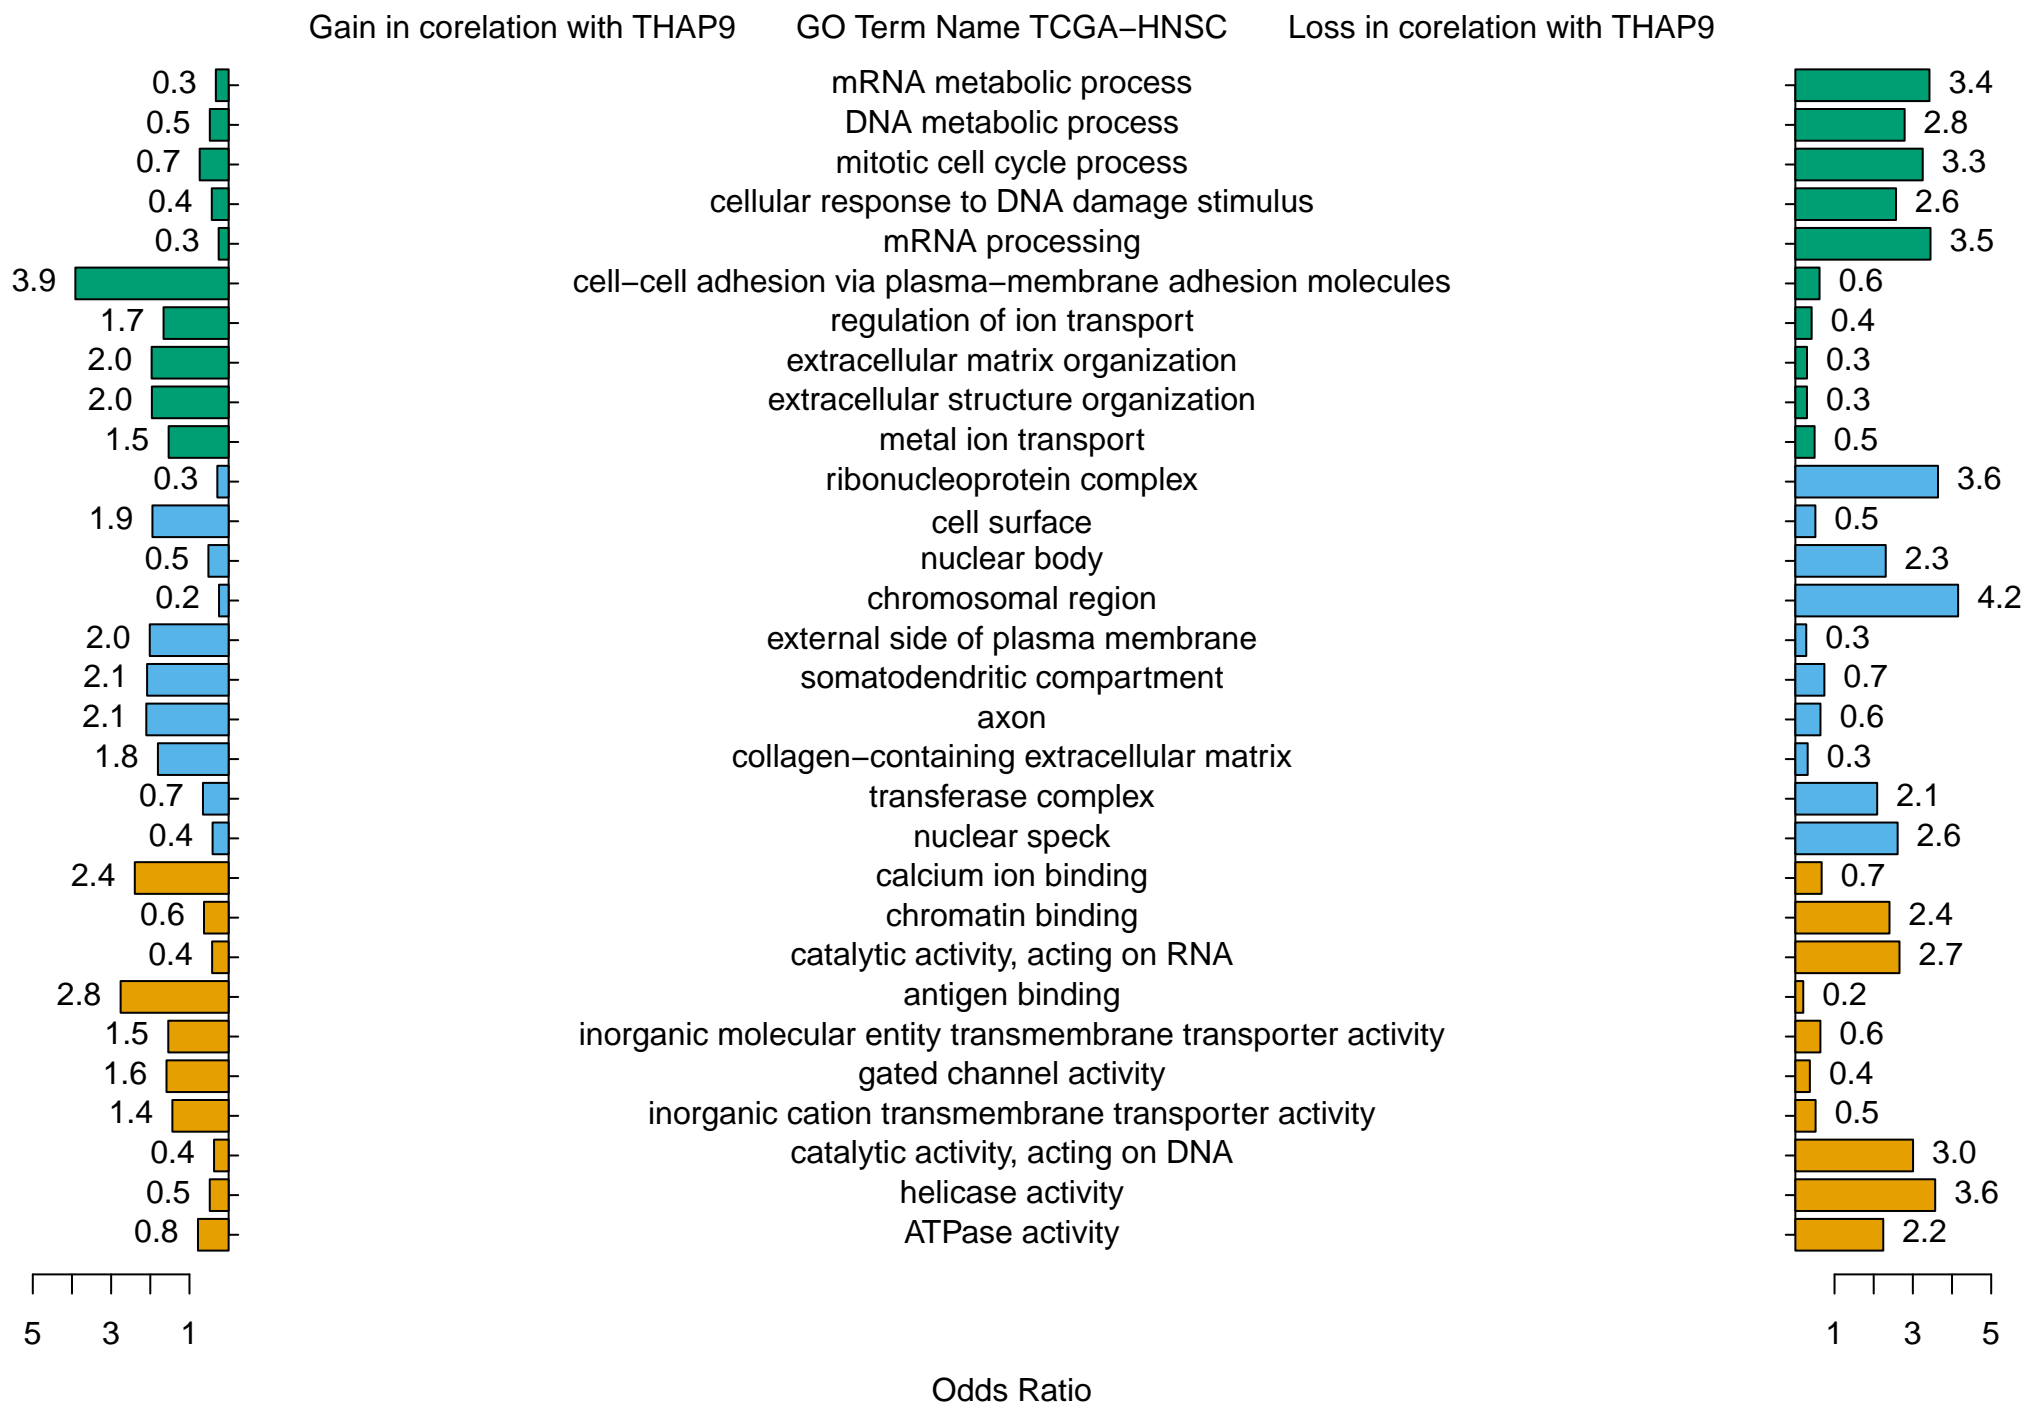 Gain in corelation with THAP9 GO Term Name TCGA−HNSC Loss in corelation with THAP9
0.3 mRNA metabolic process 3.4
0.5 DNA metabolic process 2.8
0.7 mitotic cell cycle process 3.3
0.4 cellular response to DNA damage stimulus 2.6
0.3 mRNA processing 3.5
3.9 cell−cell adhesion via plasma−membrane adhesion molecules 0.6
1.7 regulation of ion transport 0.4
2.0 extracellular matrix organization 0.3
2.0 extracellular structure organization 0.3
1.5 metal ion transport 0.5
0.3 ribonucleoprotein complex 3.6
1.9 cell surface 0.5
0.5 nuclear body 2.3
0.2 chromosomal region 4.2
2.0 external side of plasma membrane 0.3
2.1 somatodendritic compartment 0.7
2.1 axon 0.6
1.8 collagen−containing extracellular matrix 0.3
0.7 transferase complex 2.1
0.4 nuclear speck 2.6
2.4 calcium ion binding 0.7
0.6 chromatin binding 2.4
0.4 catalytic activity, acting on RNA 2.7
2.8 antigen binding 0.2
1.5 inorganic molecular entity transmembrane transporter activity 0.6
1.6 gated channel activity 0.4
1.4 inorganic cation transmembrane transporter activity 0.5
0.4 catalytic activity, acting on DNA 3.0
0.5 helicase activity 3.6
0.8 ATPase activity 2.2
5 3 1 1 3 5
Odds Ratio